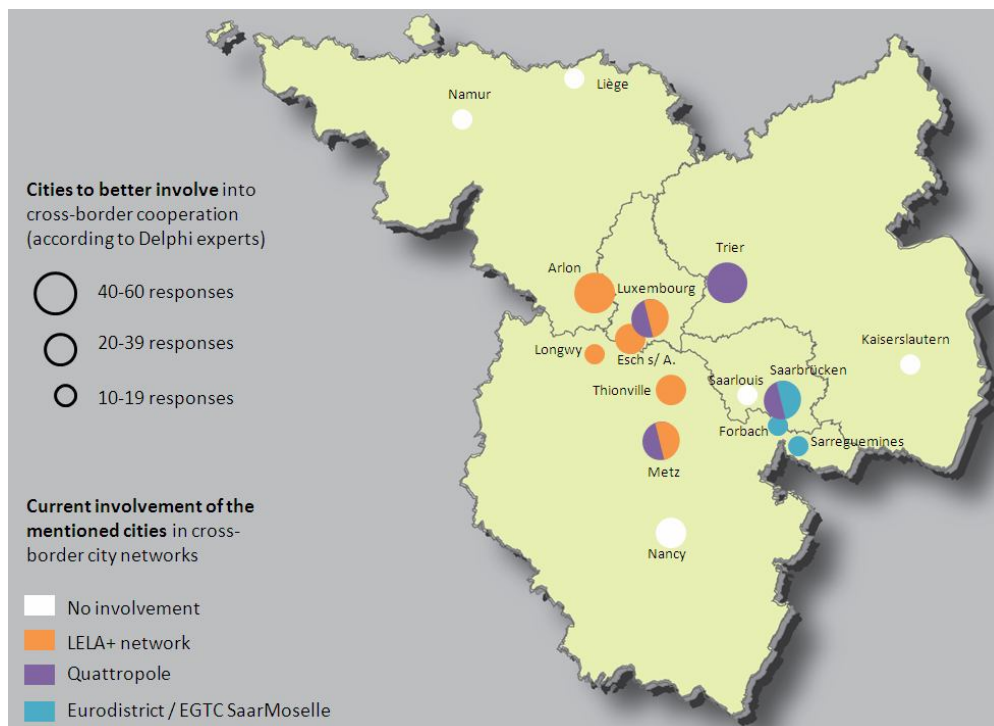 Namur
Liège
Cities to better involve into
cross-border cooperation
(according to Delphi experts)
40-60 responses
20-39 responses
10-19 responses
Trier
Arlon
Luxembourg
Longwy
Esch s/ A.
Kaiserslautern
Thionville
Saarlouis
Saarbrücken
Forbach
Sarreguemines
Metz
Nancy
Current involvement of the
mentioned cities in cross-
border city networks
No involvement
LELA+ network
Quattropole
Eurodistrict / EGTC SaarMoselle